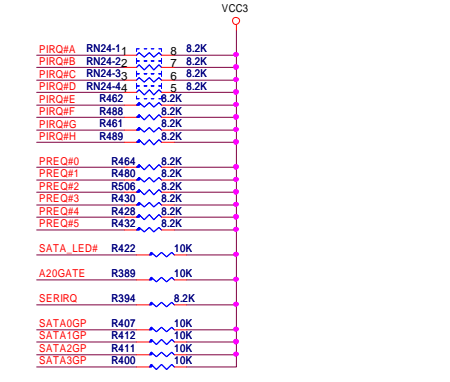 VCC3
PIRQ#A RN24-1 1 8 8.2K
PIRQ#B RN24-2 2 7 8.2K
PIRQ#C RN24-3 3 6 8.2K
PIRQ#D RN24-4 4 5 8.2K
PIRQ#E R462 8.2K
PIRQ#F R488 8.2K
PIRQ#G R461 8.2K
PIRQ#H R489 8.2K
PREQ#0 R464 8.2K
PREQ#1 R480 8.2K
PREQ#2 R506 8.2K
PREQ#3 R430 8.2K
PREQ#4 R428 8.2K
PREQ#5 R432 8.2K
SATA_LED# R422 10K
A20GATE R389 10K
SERIRQ R394 8.2K
SATA0GP R407 10K
SATA1GP R412 10K
SATA2GP R411 10K
SATA3GP R400 10K